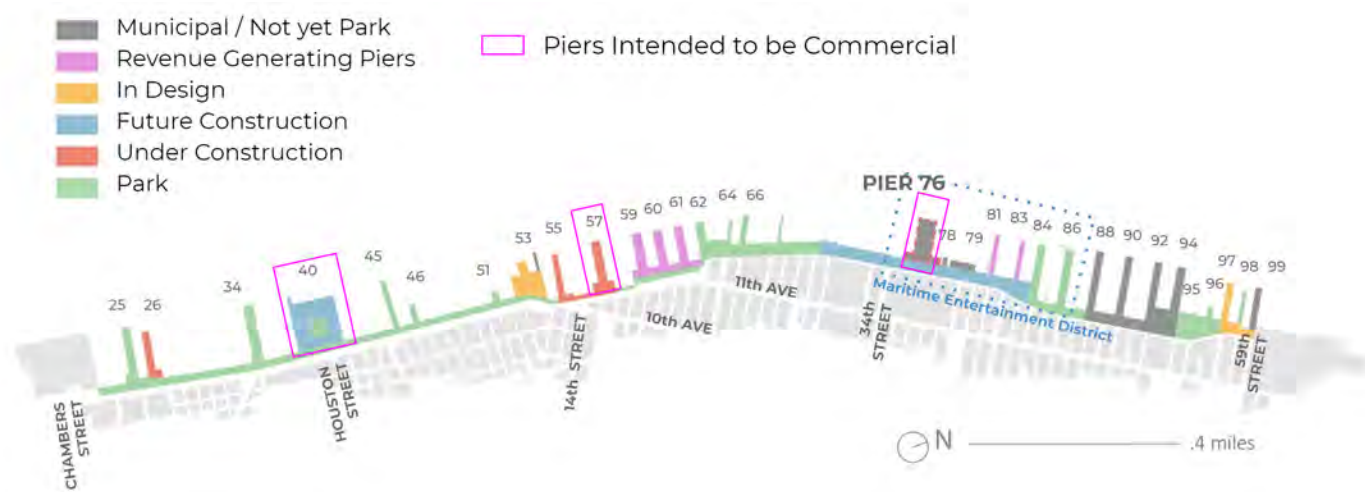 Municipal / Not yet Park
Revenue Generating Piers
In Design
Future Construction
Under Construction
Park
Piers Intended to be Commercial
PIER 76
25
26
34
40
45
46
51
53
55
57
59
60
61
62
64
66
78
79
81
83
84
86
88
90
92
94
95
96
97
98
99
CHAMBERS
STREET
HOUSTON
STREET
14th STREET
10th AVE
11th AVE
34th
STREET
Maritime Entertainment District
59th
STREET
N
.4 miles